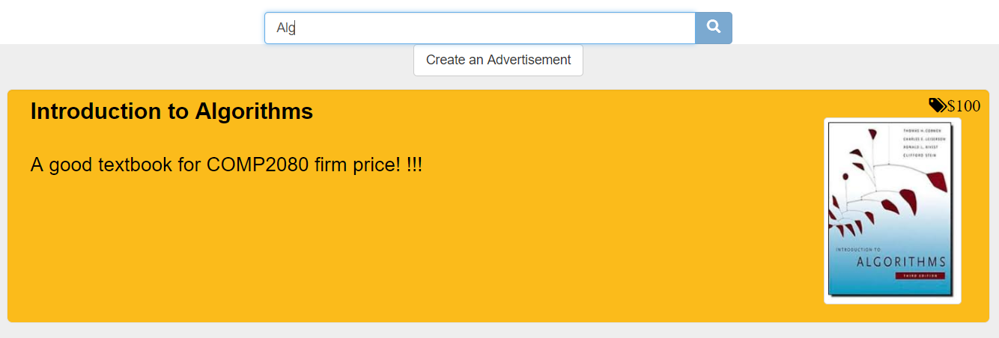 Alg
Create an Advertisement
Introduction to Algorithms
$100
A good textbook for COMP2080 firm price! !!!
THOMAS H. CORMEN
CHARLES E. LEISERSON
RONALD L. RIVEST
CLIFFORD STEIN
INTRODUCTION TO
ALGORITHMS
THIRD EDITION